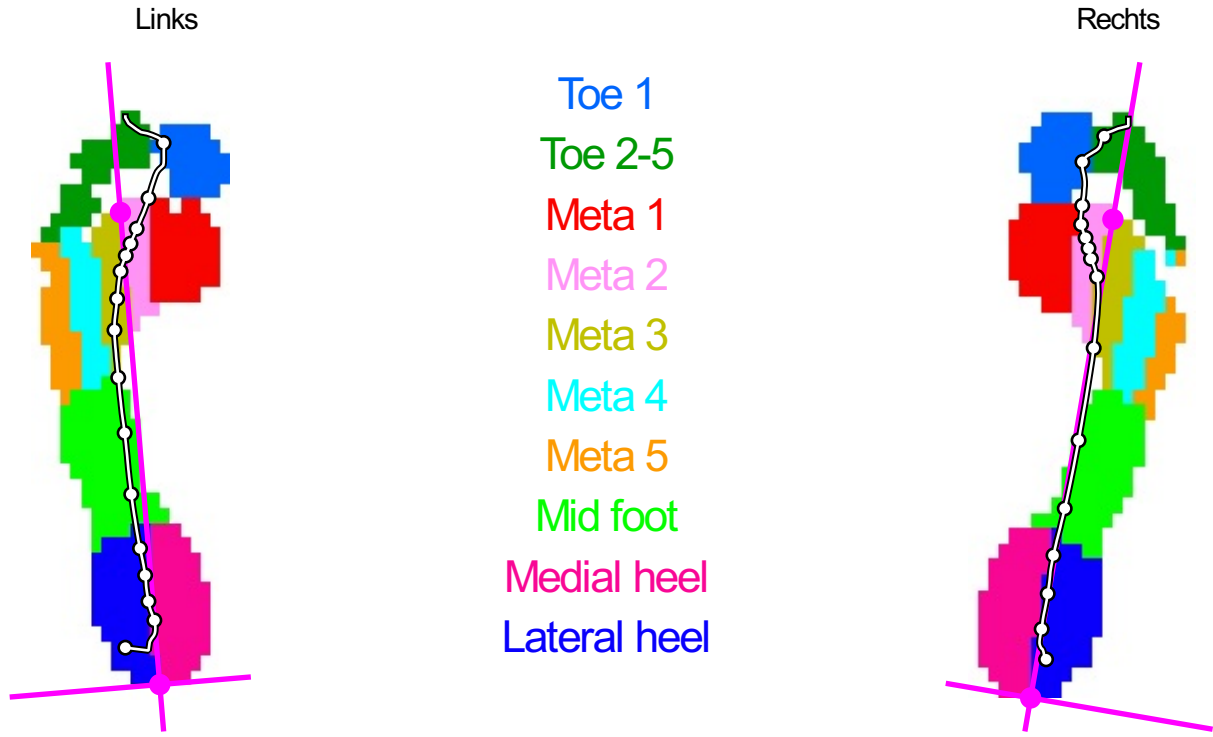 Links
Rechts
Toe 1
Toe 2-5
Meta 1
Meta 2
Meta 3
Meta 4
Meta 5
Mid foot
Medial heel
Lateral heel